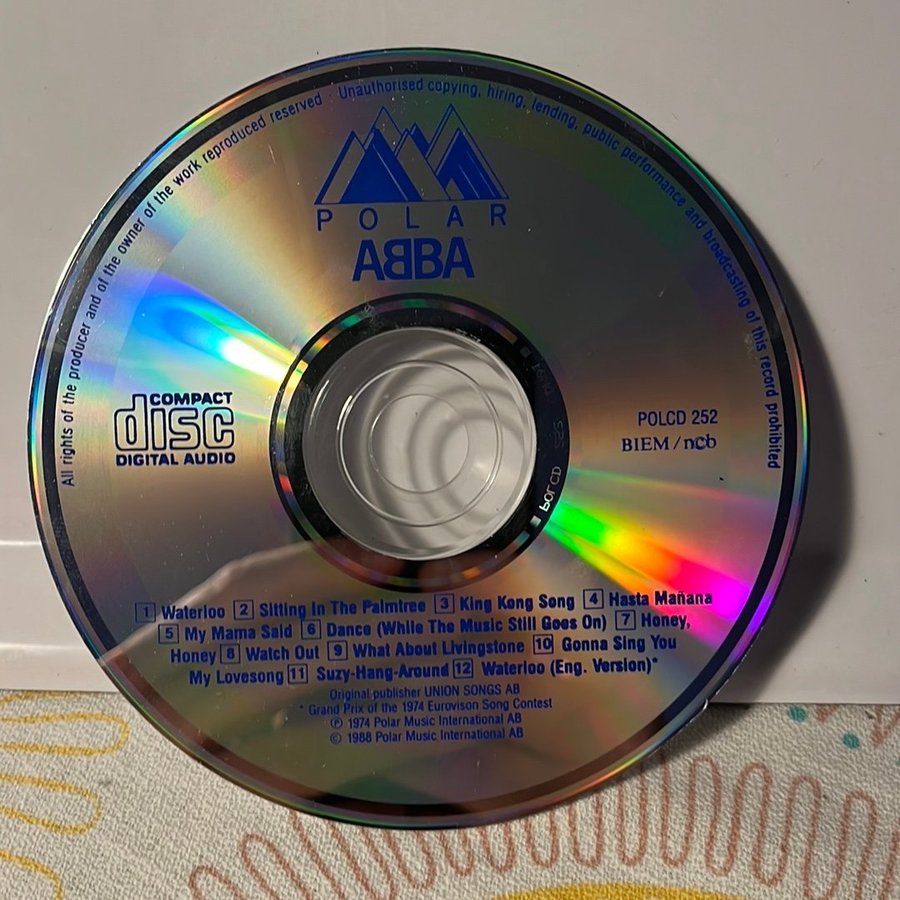 All rights of the producer and of the owner of the work reproduced reserved · Unauthorised copying, hiring, lending, public performance and broadcasting of this record prohibited
POLAR
ABBA
COMPACT
disc
DIGITAL AUDIO
POLCD 252
BIEM / ncb
1 Waterloo 2 Sitting In The Palmtree 3 King Kong Song 4 Hasta Mañana
5 My Mama Said 6 Dance (While The Music Still Goes On) 7 Honey,
Honey 8 Watch Out 9 What About Livingstone 10 Gonna Sing You
My Lovesong 11 Suzy-Hang-Around 12 Waterloo (Eng. Version)*
Original publisher UNION SONGS AB
* Grand Prix of the 1974 Eurovison Song Contest
℗ 1974 Polar Music International AB
© 1988 Polar Music International AB